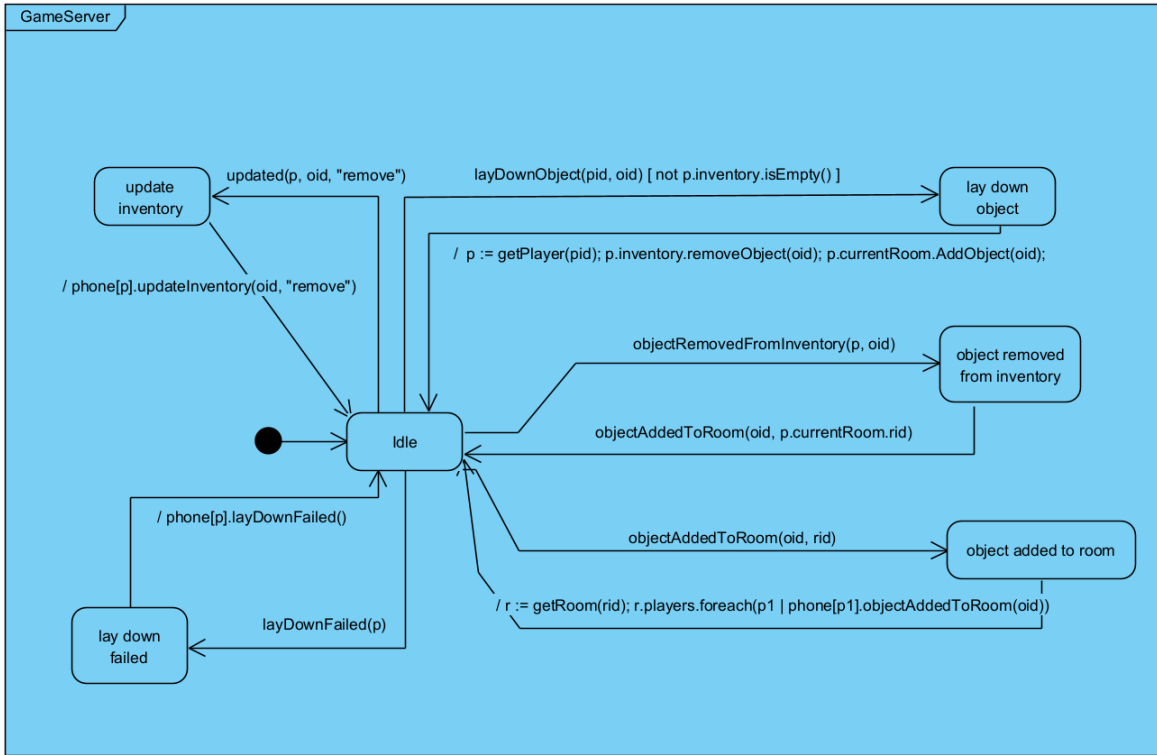 GameServer
updated(p, oid, "remove")
layDownObject(pid, oid) [ not p.inventory.isEmpty() ]
update
inventory
lay down
object
/  p := getPlayer(pid); p.inventory.removeObject(oid); p.currentRoom.AddObject(oid);
/ phone[p].updateInventory(oid, "remove")
objectRemovedFromInventory(p, oid)
object removed
from inventory
Idle
objectAddedToRoom(oid, p.currentRoom.rid)
/ phone[p].layDownFailed()
objectAddedToRoom(oid, rid)
object added to room
/ r := getRoom(rid); r.players.foreach(p1 | phone[p1].objectAddedToRoom(oid))
layDownFailed(p)
lay down
failed